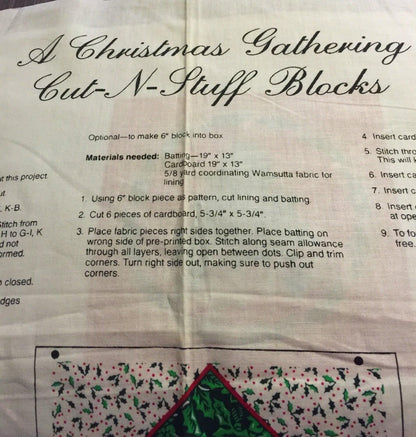 A Christmas Gathering
Cut-N-Stuff Blocks
Optional—to make 6" block into box
Materials needed: Batting—19" x 13"
Cardboard 19" x 13"
5/8 yard coordinating Wamsutta fabric for
lining
1. Using 6" block piece as pattern, cut lining and batting.
2. Cut 6 pieces of cardboard, 5-3/4" x 5-3/4".
3. Place fabric pieces right sides together. Place batting on
wrong side of pre-printed box. Stitch along seam allowance
through all layers, leaving open between dots. Clip and trim
corners. Turn right side out, making sure to push out
corners.
this project
K-B.
titch from
H to G-I, K
d not
ormed.
closed.
edges
4. Insert card
5. Stitch thro
This will
6. Insert ca
7. Insert
8. Insert
at ope
9. To fo
free.